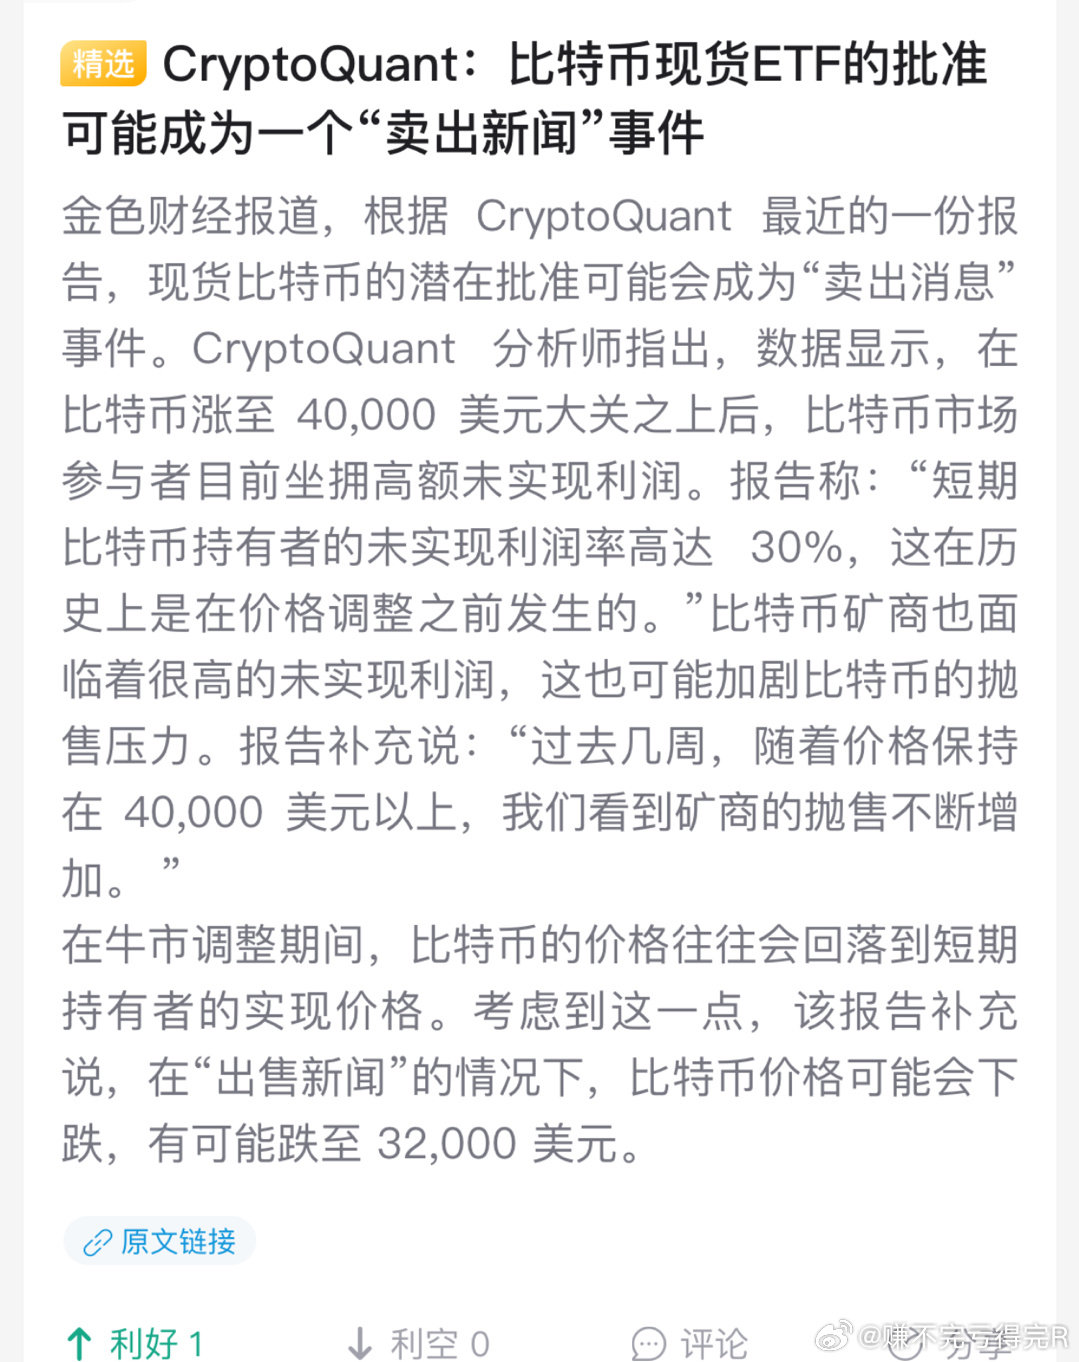 精选 CryptoQuant：比特币现货ETF的批准
可能成为一个“卖出新闻”事件
金色财经报道，根据 CryptoQuant 最近的一份报
告，现货比特币的潜在批准可能会成为“卖出消息”
事件。CryptoQuant 分析师指出，数据显示，在
比特币涨至 40,000 美元大关之上后，比特币市场
参与者目前坐拥高额未实现利润。报告称：“短期
比特币持有者的未实现利润率高达 30%，这在历
史上是在价格调整之前发生的。”比特币矿商也面
临着很高的未实现利润，这也可能加剧比特币的抛
售压力。报告补充说：“过去几周，随着价格保持
在 40,000 美元以上，我们看到矿商的抛售不断增
加。 ”
在牛市调整期间，比特币的价格往往会回落到短期
持有者的实现价格。考虑到这一点，该报告补充
说，在“出售新闻”的情况下，比特币价格可能会下
跌，有可能跌至 32,000 美元。
原文链接
利好 1 利空 0 评论 分享
@赚不完亏得完R